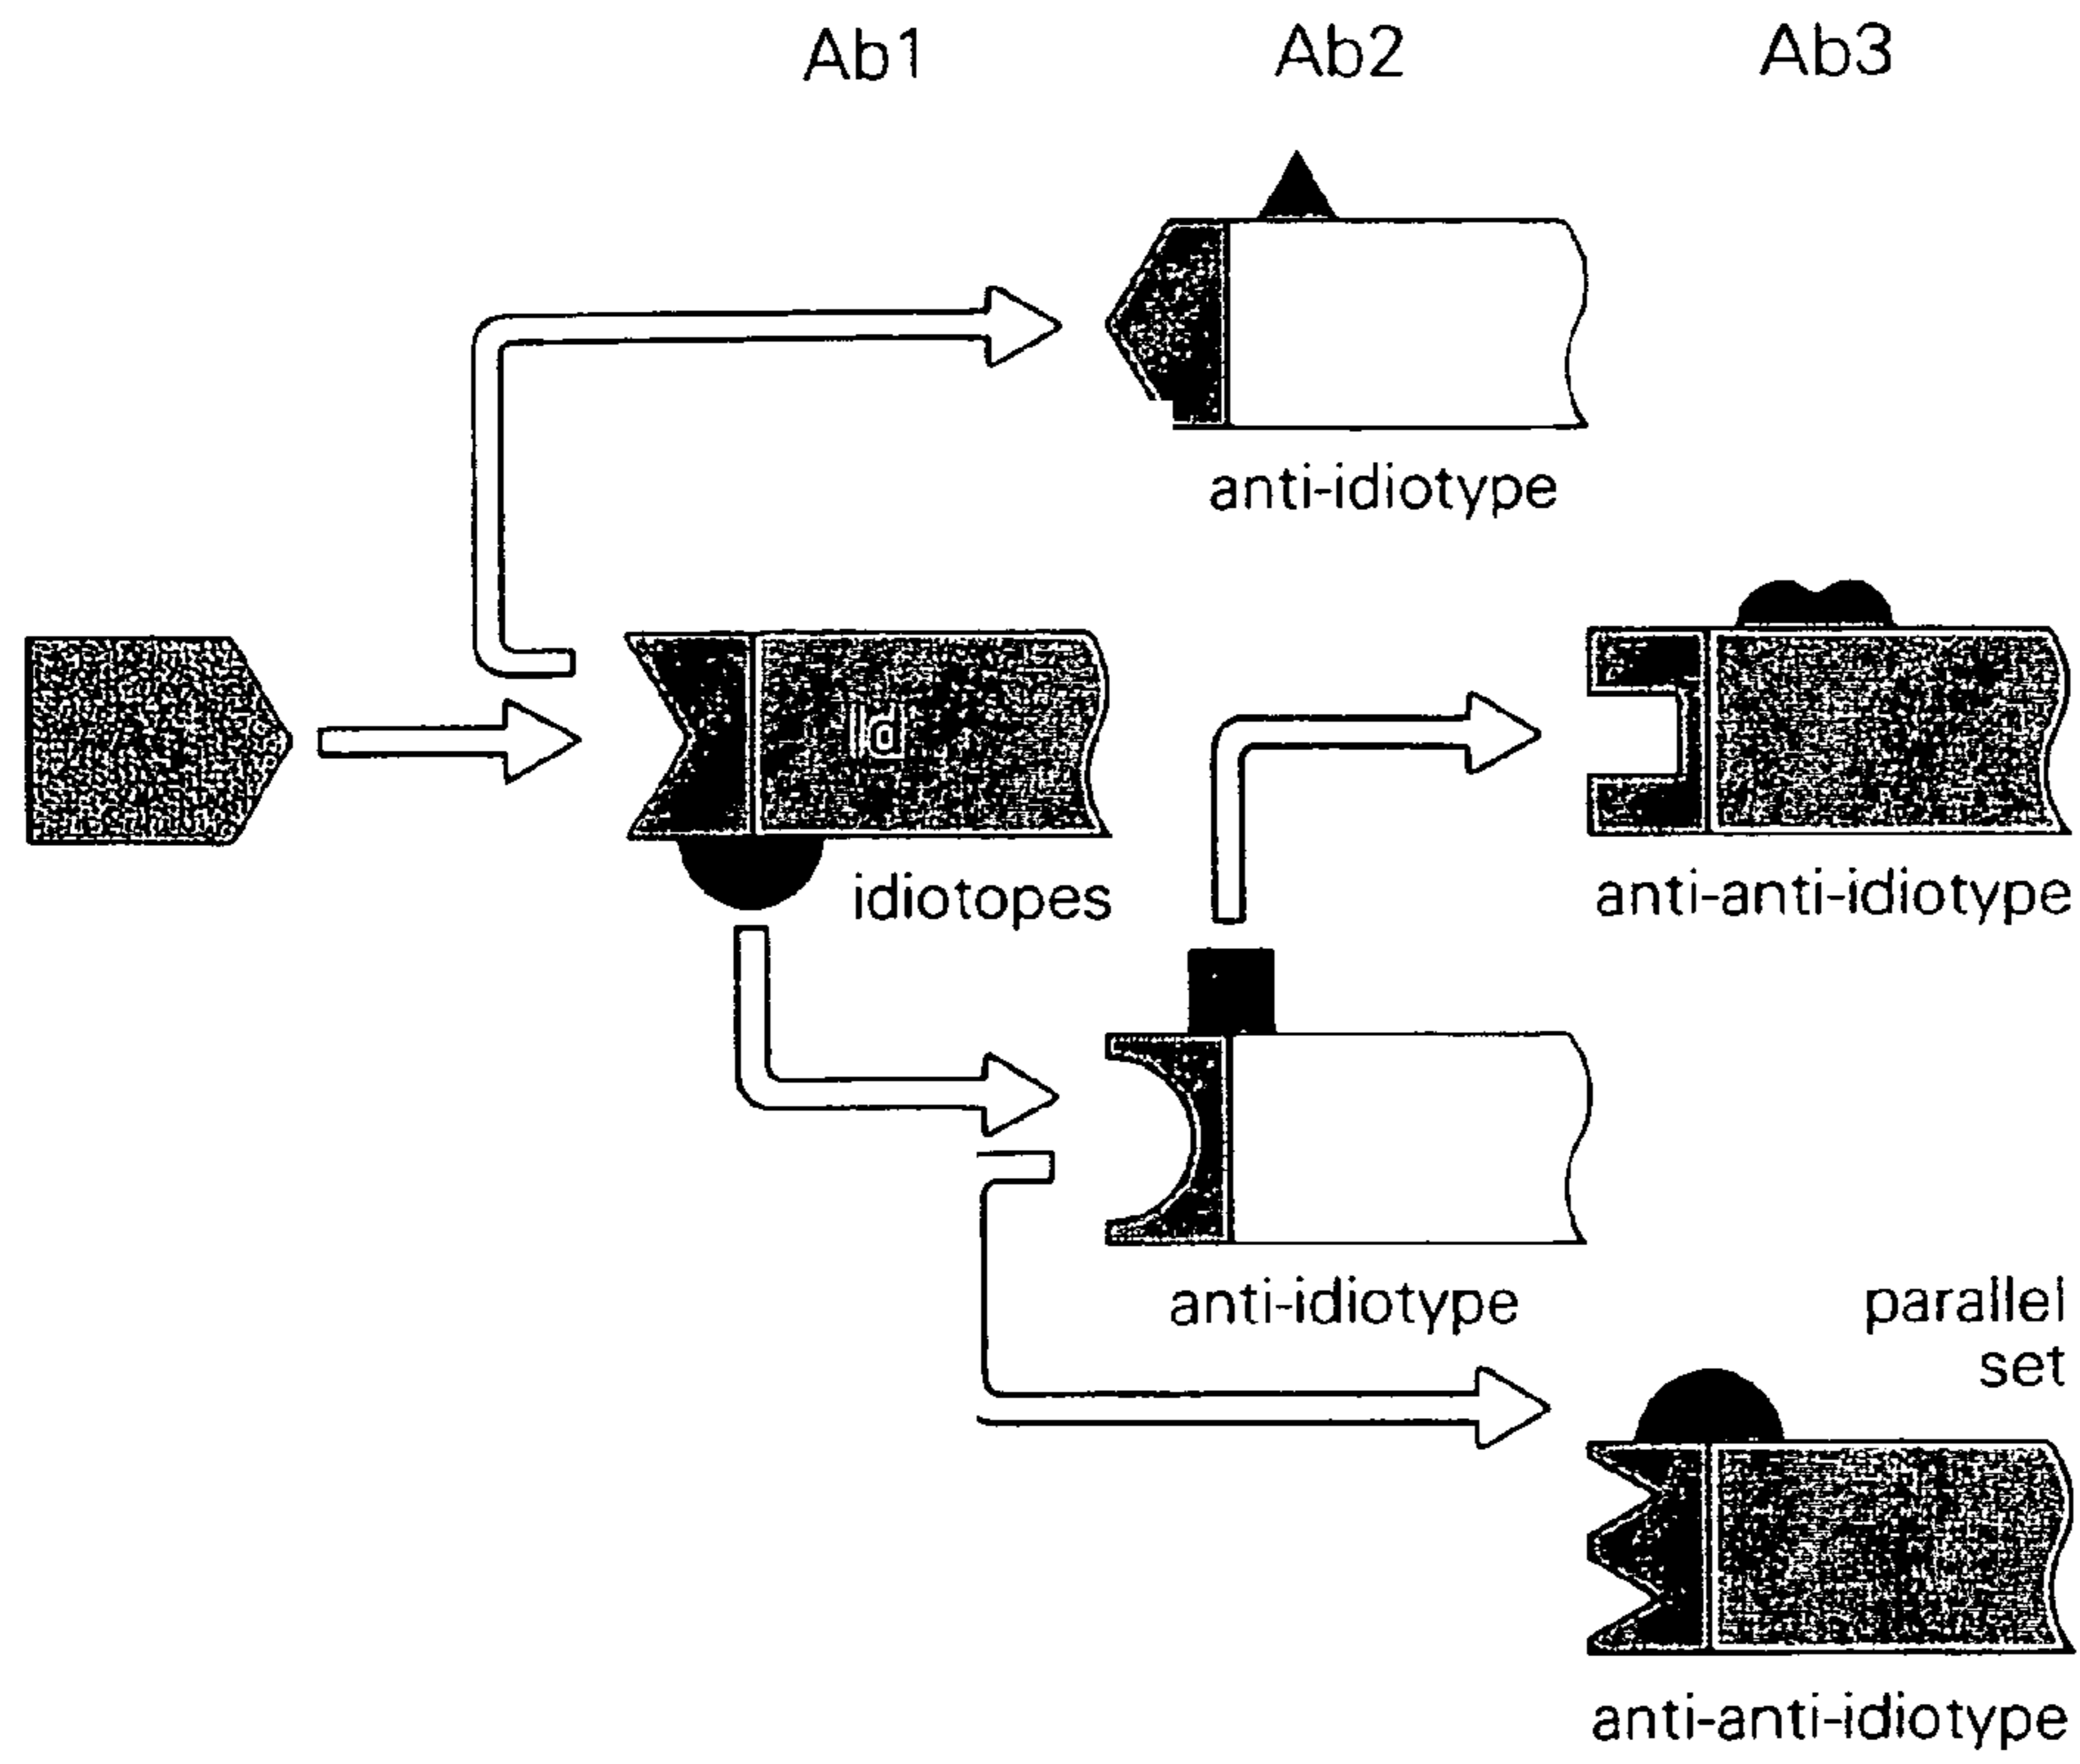 Ab1 Ab2 Ab3
anti-idiotype
Id
idiotopes
anti-anti-idiotype
anti-idiotype
parallel
set
anti-anti-idiotype